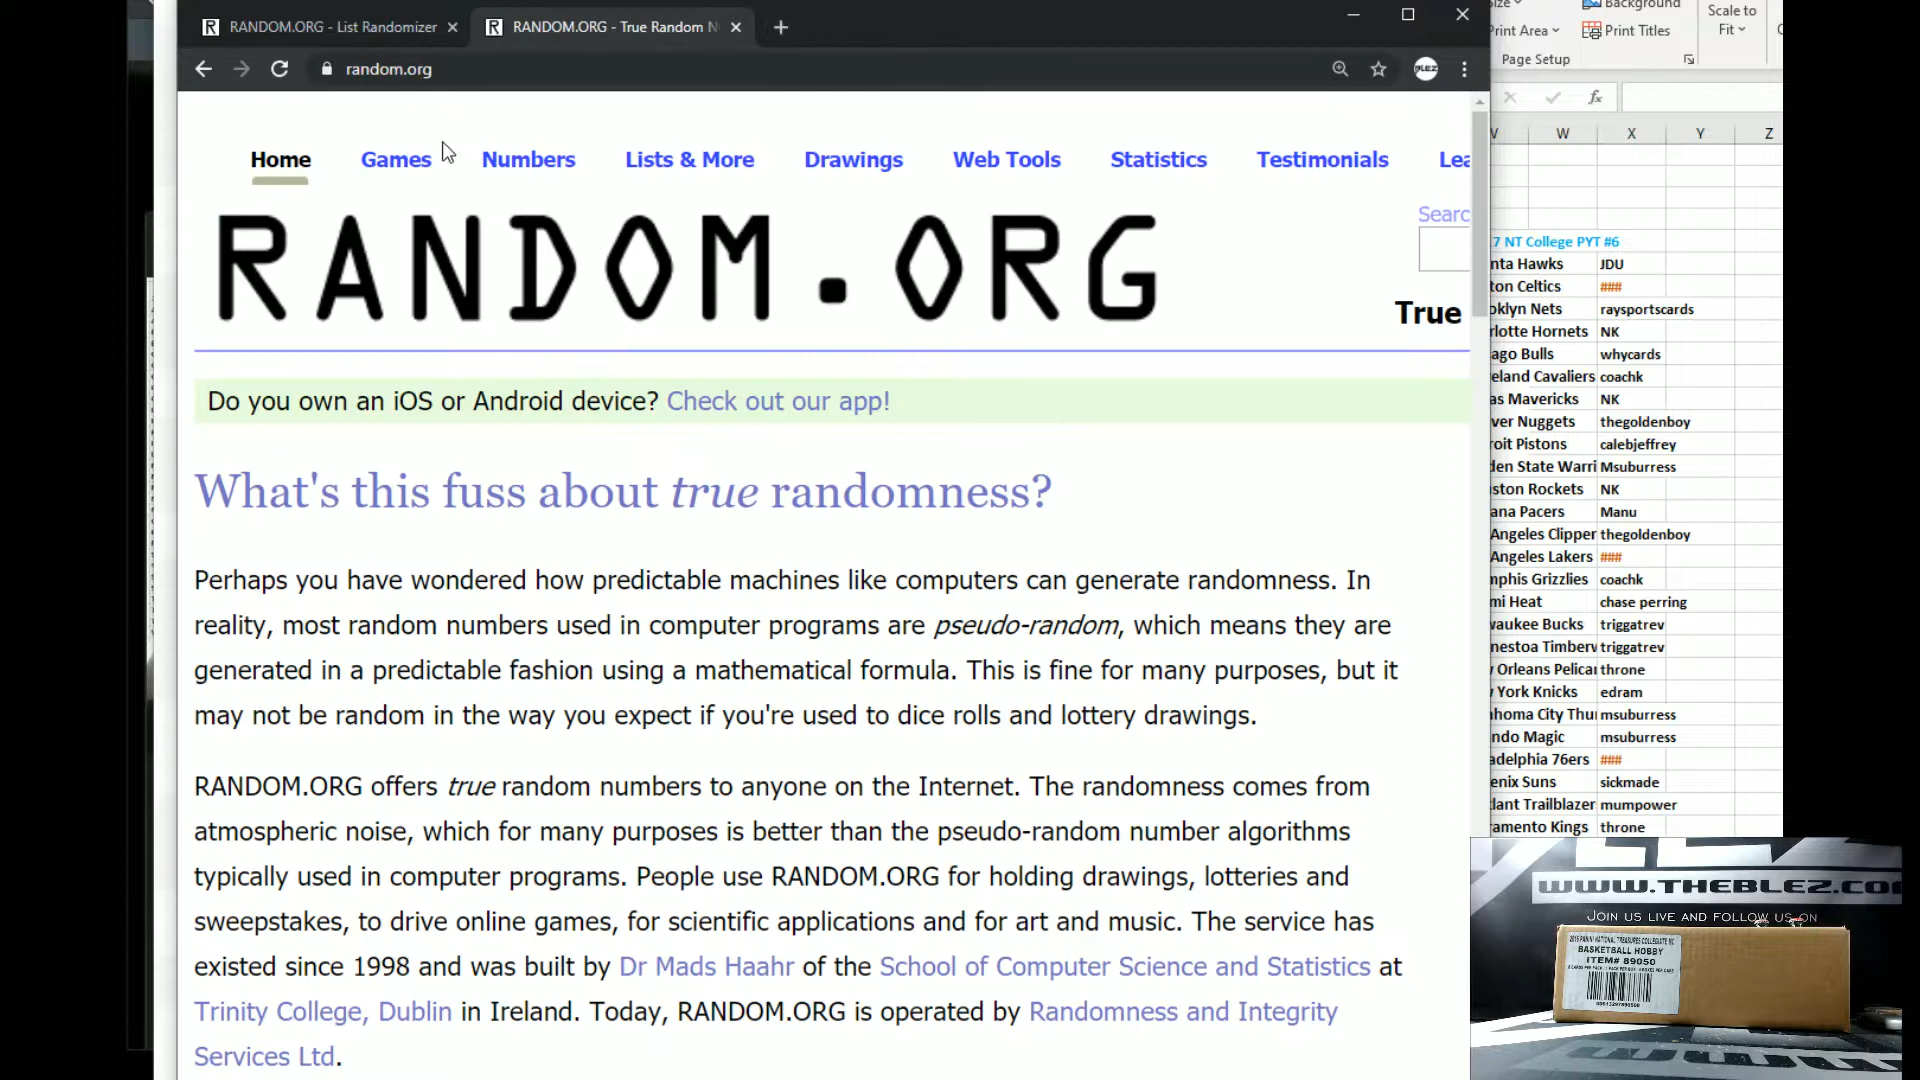 RANDOM.ORG - List Randomizer
RANDOM.ORG - True Random N
random.org
Home Games Numbers Lists & More Drawings Web Tools Statistics Testimonials Lea
RANDOM.ORG
Searc
True
Do you own an iOS or Android device? Check out our app!
What's this fuss about true randomness?
Perhaps you have wondered how predictable machines like computers can generate randomness. In
reality, most random numbers used in computer programs are pseudo-random, which means they are
generated in a predictable fashion using a mathematical formula. This is fine for many purposes, but it
may not be random in the way you expect if you're used to dice rolls and lottery drawings.
RANDOM.ORG offers true random numbers to anyone on the Internet. The randomness comes from
atmospheric noise, which for many purposes is better than the pseudo-random number algorithms
typically used in computer programs. People use RANDOM.ORG for holding drawings, lotteries and
sweepstakes, to drive online games, for scientific applications and for art and music. The service has
existed since 1998 and was built by Dr Mads Haahr of the School of Computer Science and Statistics at
Trinity College, Dublin in Ireland. Today, RANDOM.ORG is operated by Randomness and Integrity
Services Ltd.
Background
Scale to
Print Area Print Titles
Fit
Page Setup
fx
V W X Y Z
7 NT College PYT #6
nta Hawks JDU
ton Celtics ###
oklyn Nets raysportscards
rlotte Hornets NK
ago Bulls whycards
eland Cavaliers coachk
as Mavericks NK
ver Nuggets thegoldenboy
roit Pistons calebjeffrey
den State Warri Msuburress
ston Rockets NK
ana Pacers Manu
Angeles Clipper thegoldenboy
Angeles Lakers ###
nphis Grizzlies coachk
mi Heat chase perring
waukee Bucks triggatrev
nestoa Timberv triggatrev
Orleans Pelican throne
York Knicks edram
ahoma City Thu msuburress
ndo Magic msuburress
adelphia 76ers ###
enix Suns sickmade
tlant Trailblazer mumpower
ramento Kings throne
WWW.THEBLEZ.CO
JOIN US LIVE AND FOLLOW US ON
BASKETBALL HOBBY
ITEM# 89050